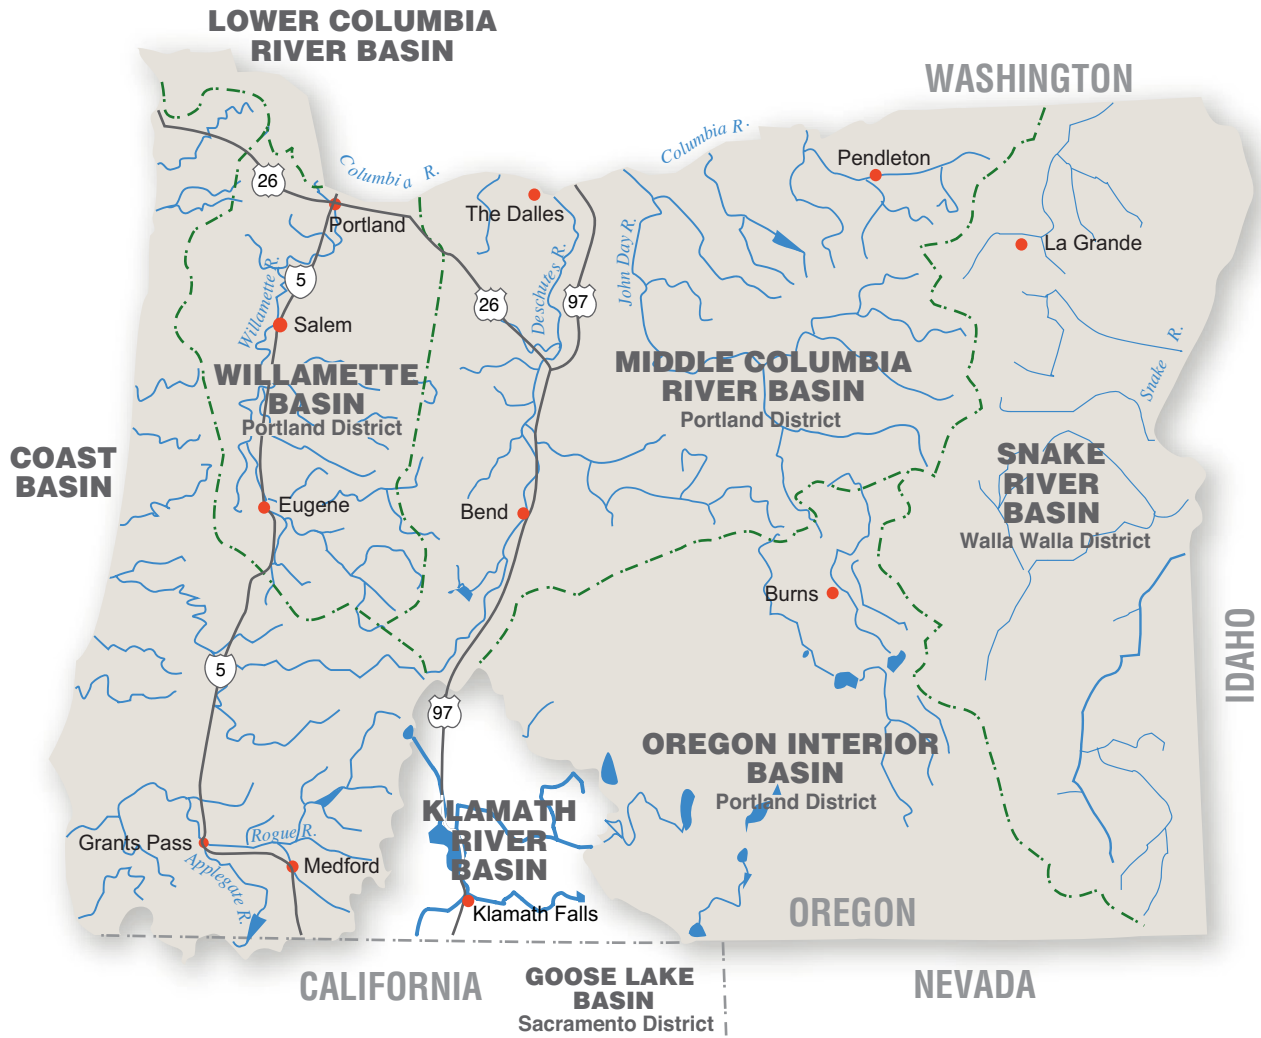 LOWER COLUMBIA
RIVER BASIN
WASHINGTON
Columbia R.
Columbia R.
Pendleton
26
The Dalles
Portland
La Grande
John Day R.
Deschutes R.
Willamette R.
5
26
97
Salem
Snake R.
MIDDLE COLUMBIA
RIVER BASIN
Portland District
WILLAMETTE
BASIN
Portland District
COAST
BASIN
SNAKE
RIVER
BASIN
Walla Walla District
Eugene
Bend
Burns
IDAHO
5
97
OREGON INTERIOR
BASIN
Portland District
KLAMATH
RIVER
BASIN
Rogue R.
Grants Pass
Medford
Applegate R.
Klamath Falls
OREGON
CALIFORNIA
GOOSE LAKE
BASIN
Sacramento District
NEVADA